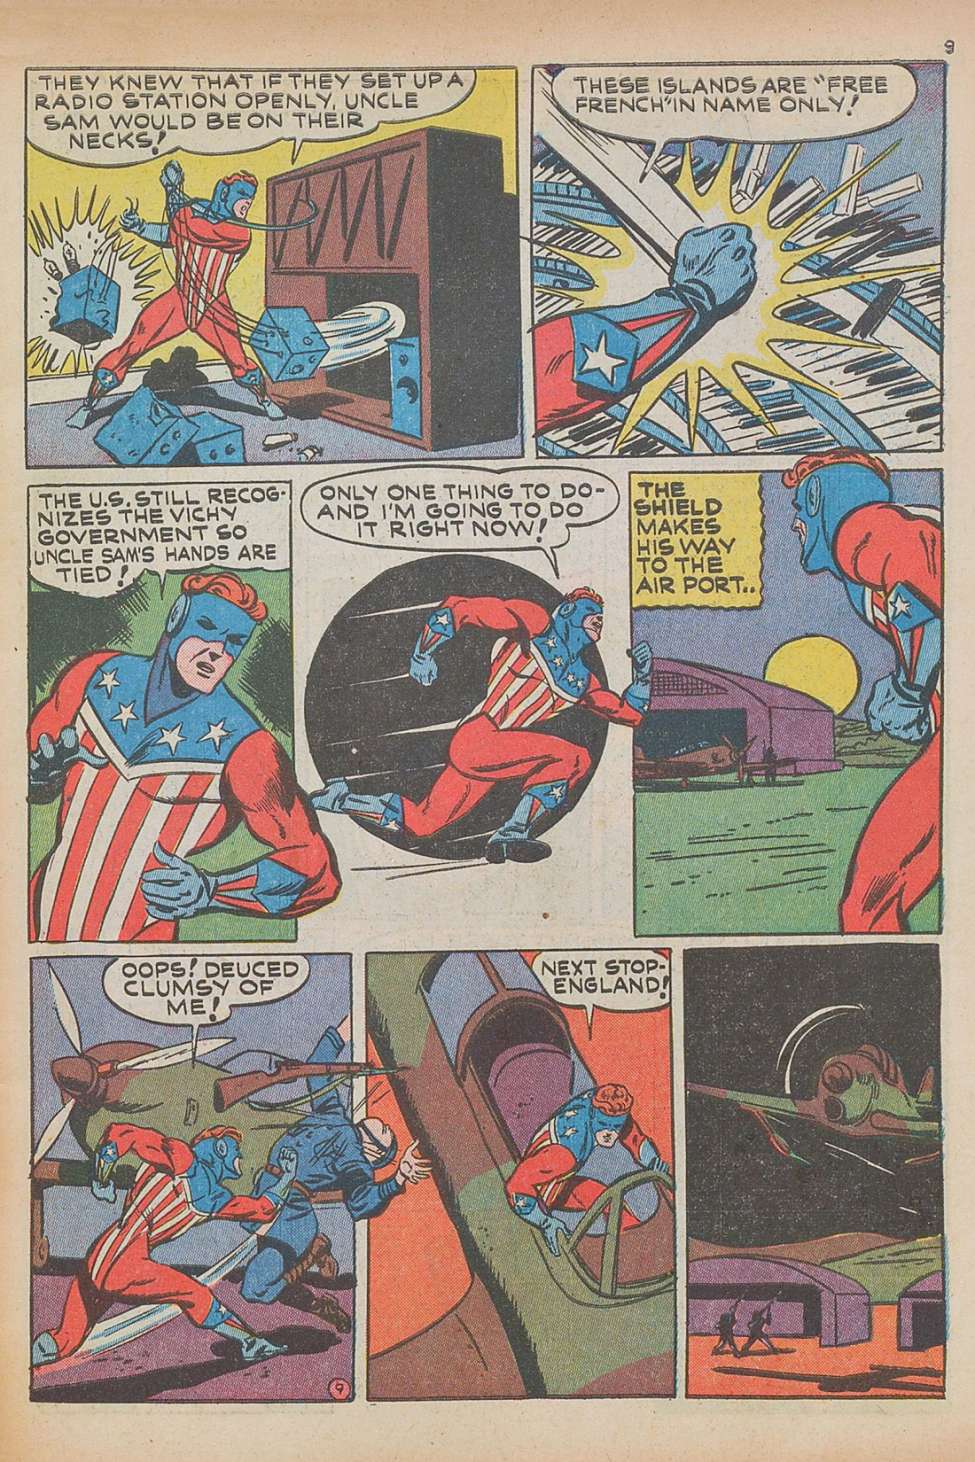 9
THEY KNEW THAT IF THEY SET UP A
RADIO STATION OPENLY, UNCLE
SAM WOULD BE ON THEIR
NECKS!
THESE ISLANDS ARE "FREE
FRENCH" IN NAME ONLY!
THE U.S. STILL RECOG-
NIZES THE VICHY
GOVERNMENT SO
UNCLE SAM'S HANDS ARE
TIED!
ONLY ONE THING TO DO-
AND I'M GOING TO DO
IT RIGHT NOW!
THE
SHIELD
MAKES
HIS WAY
TO THE
AIR PORT..
OOPS! DEUCED
CLUMSY OF
ME!
NEXT STOP-
ENGLAND!
9